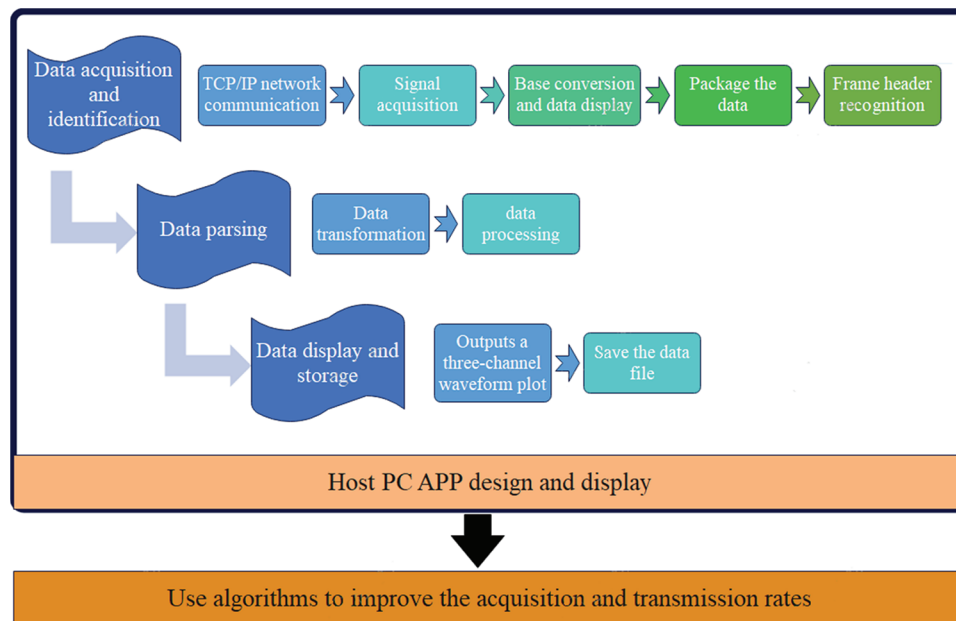 Data acquisition
and
identification
TCP/IP network
communication
Signal
acquisition
Base conversion
and data display
Package the
data
Frame header
recognition
Data parsing
Data
transformation
data
processing
Data display and
storage
Outputs a
three-channel
waveform plot
Save the data
file
Host PC APP design and display
Use algorithms to improve the acquisition and transmission rates